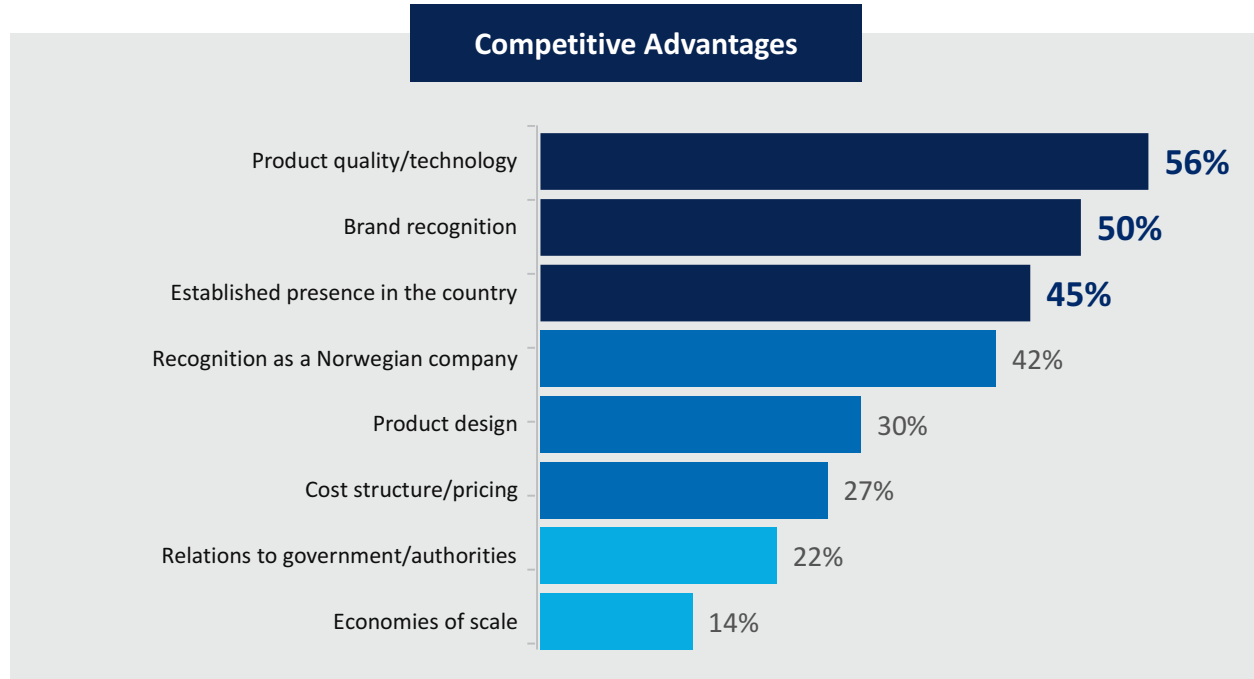 Competitive Advantages
Product quality/technology 56%
Brand recognition 50%
Established presence in the country 45%
Recognition as a Norwegian company 42%
Product design 30%
Cost structure/pricing 27%
Relations to government/authorities 22%
Economies of scale 14%